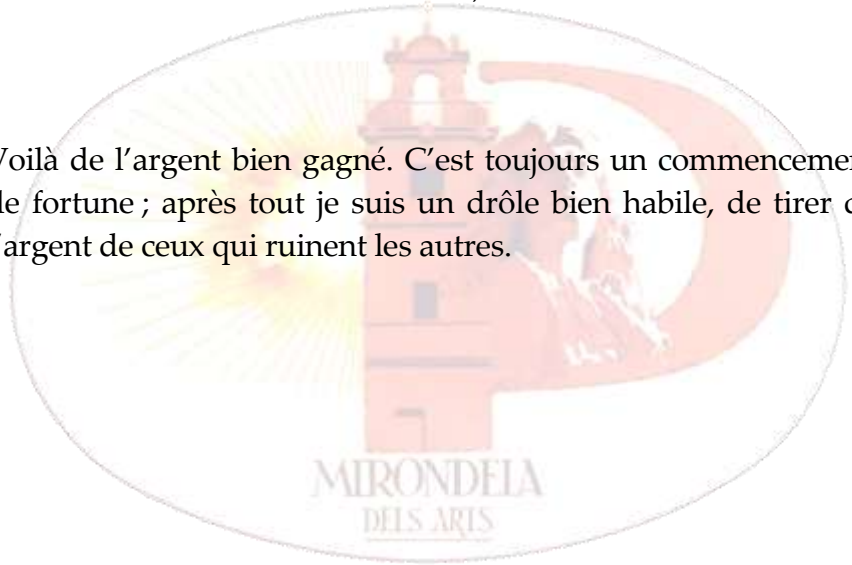 Voilà de l'argent bien gagné. C'est toujours un commencemen
de fortune ; après tout je suis un drôle bien habile, de tirer d
l'argent de ceux qui ruinent les autres.
MIRONDELA
DELS ARTS